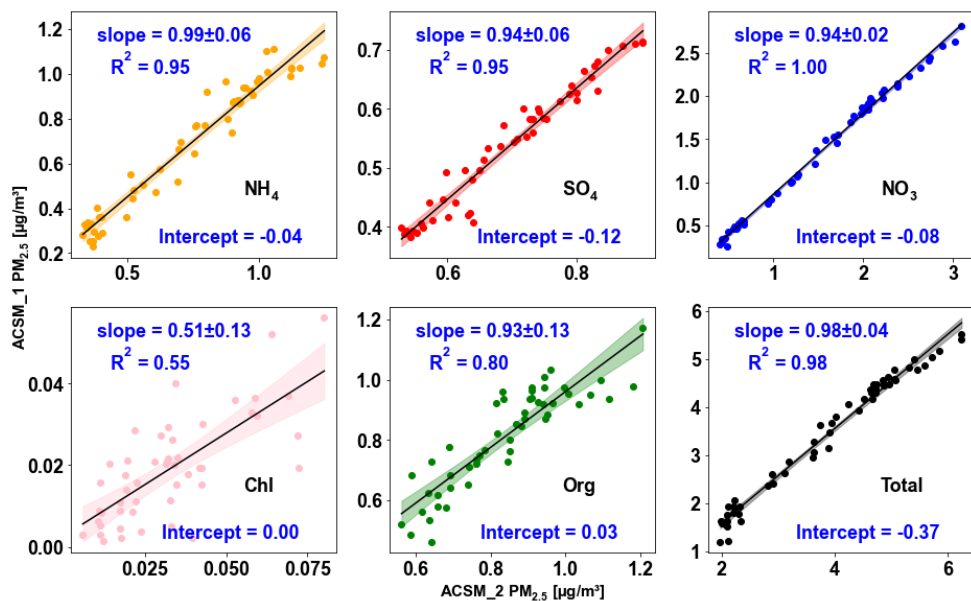 slope = 0.99±0.06
R² = 0.95
NH₄
Intercept = -0.04
1.2
1.0
0.8
0.6
0.4
0.2
0.5
1.0
slope = 0.94±0.06
R² = 0.95
SO₄
Intercept = -0.12
0.7
0.6
0.5
0.4
0.6
0.8
slope = 0.94±0.02
R² = 1.00
NO₃
Intercept = -0.08
2.5
2.0
1.5
1.0
0.5
1
2
3
ACSM_1 PM₂.₅ [µg/m³]
slope = 0.51±0.13
R² = 0.55
Chl
Intercept = 0.00
0.04
0.02
0.00
0.025
0.050
0.075
slope = 0.93±0.13
R² = 0.80
Org
Intercept = 0.03
1.2
1.0
0.8
0.6
0.6
0.8
1.0
1.2
slope = 0.98±0.04
R² = 0.98
Total
Intercept = -0.37
6
5
4
3
2
1
2
4
6
ACSM_2 PM₂.₅ [µg/m³]